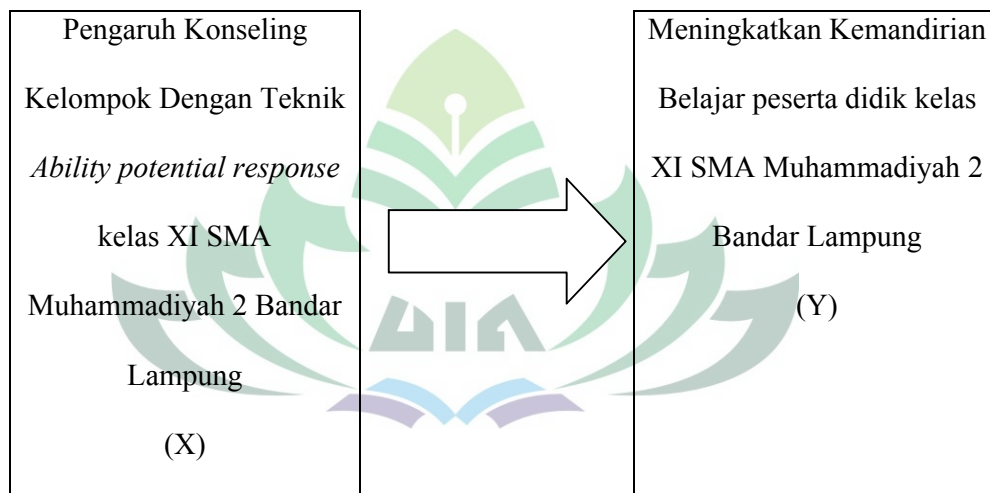 Pengaruh Konseling
Kelompok Dengan Teknik
Ability potential response
kelas XI SMA
Muhammadiyah 2 Bandar
Lampung
(X)
Meningkatkan Kemandirian
Belajar peserta didik kelas
XI SMA Muhammadiyah 2
Bandar Lampung
(Y)
UIN